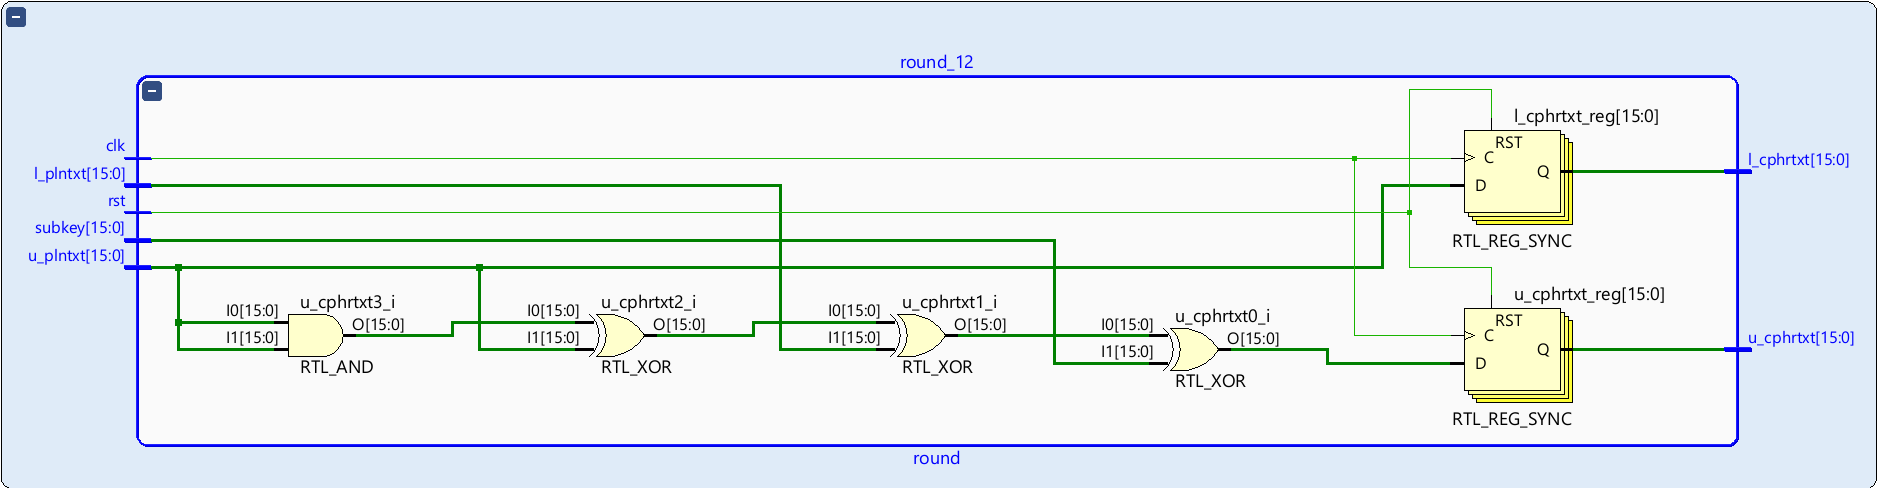 round_12
l_cphrtxt_reg[15:0]
RST
clk
C
l_cphrtxt[15:0]
l_plntxt[15:0]
Q
D
rst
subkey[15:0]
RTL_REG_SYNC
u_plntxt[15:0]
u_cphrtxt3_i
u_cphrtxt2_i
u_cphrtxt1_i
u_cphrtxt_reg[15:0]
I0[15:0]
O[15:0]
I0[15:0]
O[15:0]
I0[15:0]
O[15:0]
u_cphrtxt0_i
RST
I1[15:0]
I1[15:0]
I1[15:0]
I0[15:0]
O[15:0]
C
u_cphrtxt[15:0]
I1[15:0]
Q
RTL_AND
RTL_XOR
RTL_XOR
D
RTL_XOR
RTL_REG_SYNC
round